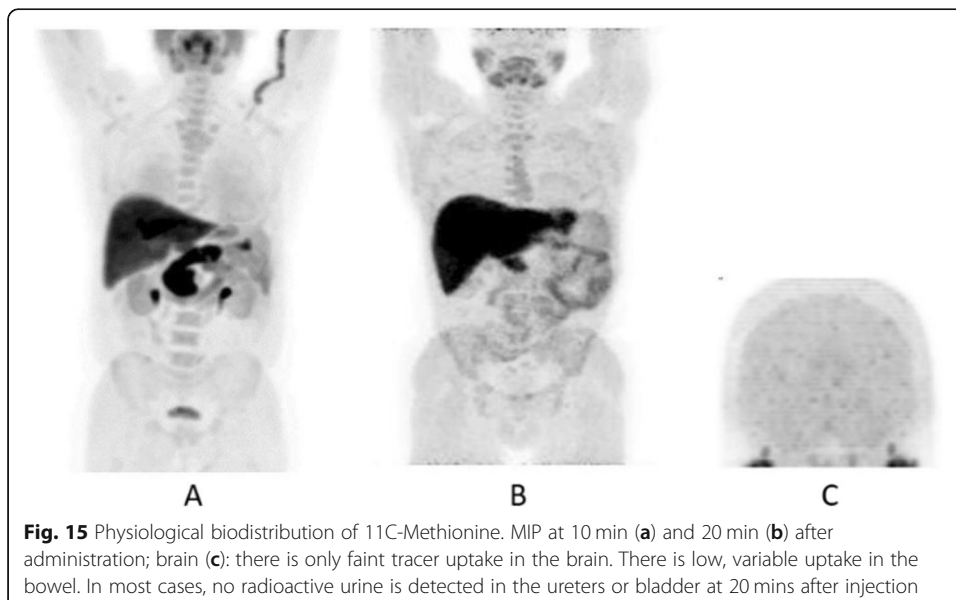 A
B
C
Fig. 15 Physiological biodistribution of 11C-Methionine. MIP at 10 min (a) and 20 min (b) after
administration; brain (c): there is only faint tracer uptake in the brain. There is low, variable uptake in the
bowel. In most cases, no radioactive urine is detected in the ureters or bladder at 20 mins after injection